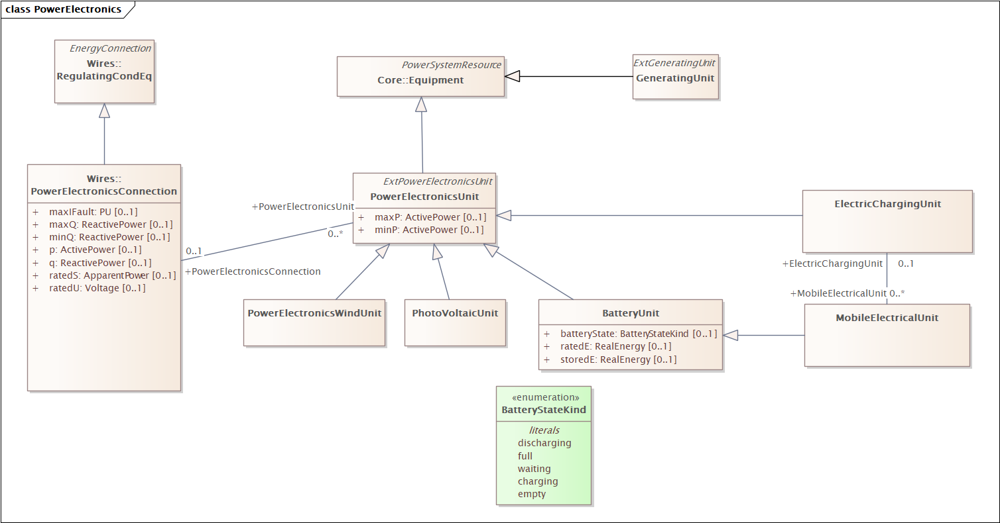 class PowerElectronics
EnergyConnection
Wires::
RegulatingCondEq
PowerSystemResource
Core::Equipment
ExtGeneratingUnit
GeneratingUnit
Wires::
PowerElectronicsConnection
+ maxIFault: PU [0..1]
+ maxQ: ReactivePower [0..1]
+ minQ: ReactivePower [0..1]
+ p: ActivePower [0..1]
+ q: ReactivePower [0..1]
+ ratedS: ApparentPower [0..1]
+ ratedU: Voltage [0..1]
+PowerElectronicsUnit
0..*
0..1
+PowerElectronicsConnection
ExtPowerElectronicsUnit
PowerElectronicsUnit
+ maxP: ActivePower [0..1]
+ minP: ActivePower [0..1]
ElectricChargingUnit
+ElectricChargingUnit 0..1
+MobileElectricalUnit 0..*
PowerElectronicsWindUnit
PhotoVoltaicUnit
BatteryUnit
+ batteryState: BatteryStateKind [0..1]
+ ratedE: RealEnergy [0..1]
+ storedE: RealEnergy [0..1]
MobileElectricalUnit
«enumeration»
BatteryStateKind
literals
discharging
full
waiting
charging
empty